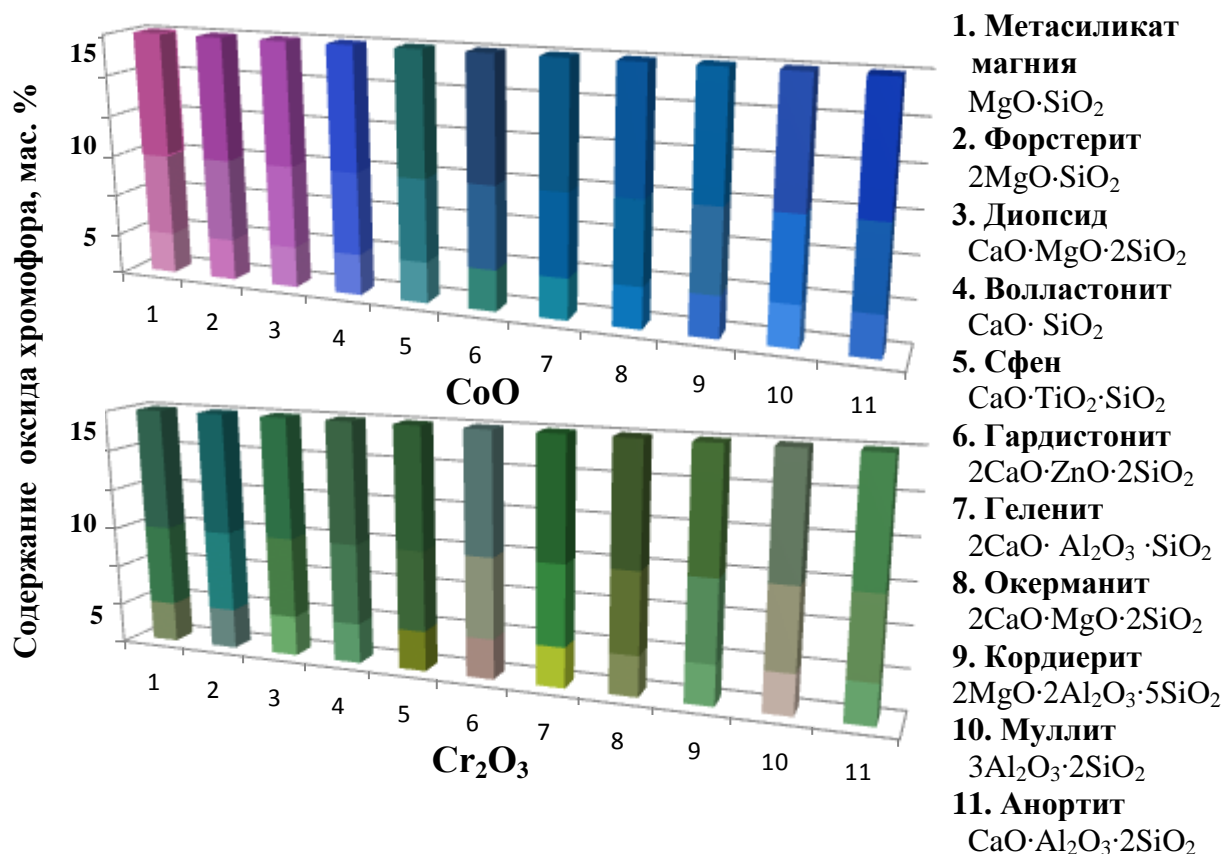 Содержание оксида хромофора, мас. %
15
10
5
1 2 3 4 5 6 7 8 9 10 11
CoO
15
10
5
1 2 3 4 5 6 7 8 9 10 11
Cr₂O₃
1. Метасиликат
магния
MgO·SiO₂
2. Форстерит
2MgO·SiO₂
3. Диопсид
CaO·MgO·2SiO₂
4. Волластонит
CaO· SiO₂
5. Сфен
CaO·TiO₂·SiO₂
6. Гардистонит
2CaO·ZnO·2SiO₂
7. Геленит
2CaO· Al₂O₃ ·SiO₂
8. Окерманит
2CaO·MgO·2SiO₂
9. Кордиерит
2MgO·2Al₂O₃·5SiO₂
10. Муллит
3Al₂O₃·2SiO₂
11. Анортит
CaO·Al₂O₃·2SiO₂